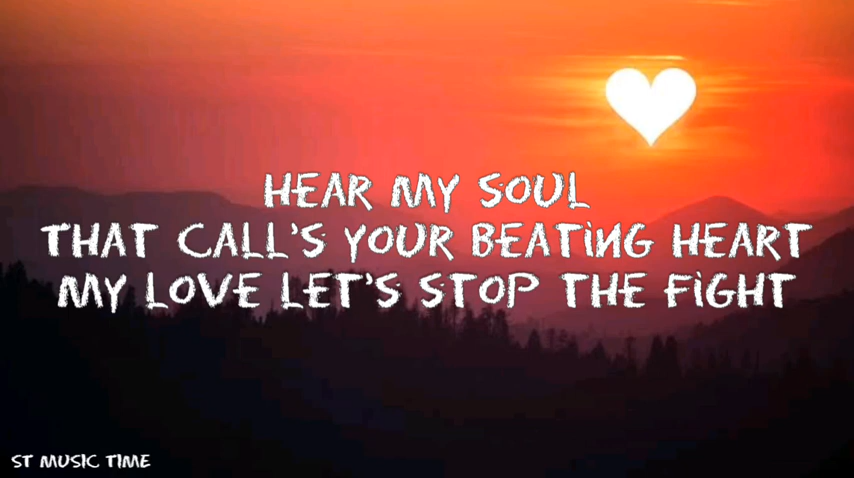 HEAR MY SOUL
THAT CALL'S YOUR BEATING HEART
MY LOVE LET'S STOP THE FIGHT
ST MUSIC TIME